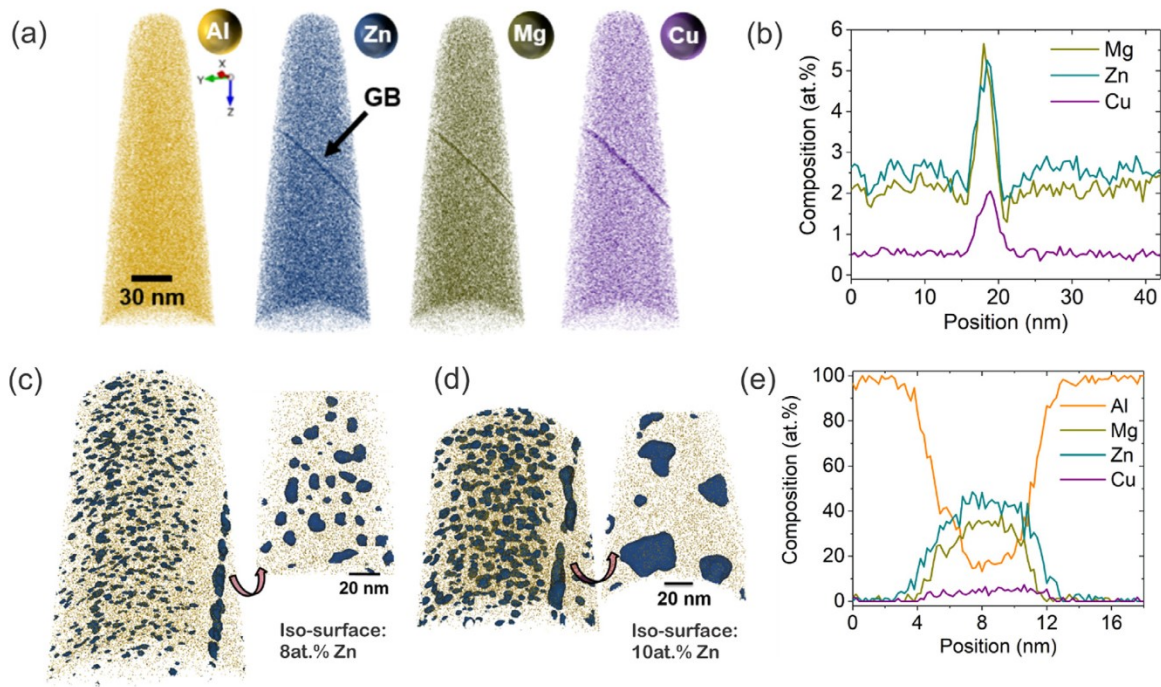 (a)
Al
Zn
Mg
Cu
X
Y
Z
GB
30 nm
(b)
Composition (at.%)
6
5
4
3
2
1
0
Mg
Zn
Cu
0 10 20 30 40
Position (nm)
(c)
20 nm
Iso-surface:
8at.% Zn
(d)
20 nm
Iso-surface:
10at.% Zn
(e)
Composition (at.%)
100
80
60
40
20
0
Al
Mg
Zn
Cu
0 4 8 12 16
Position (nm)